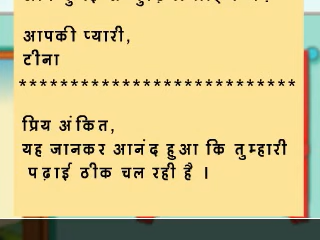 आपकी प्यारी,
टीना
***************************
प्रिय अंकित,
यह जानकर आनंद हुआ कि तुम्हारी
पढ़ाई ठीक चल रही है ।